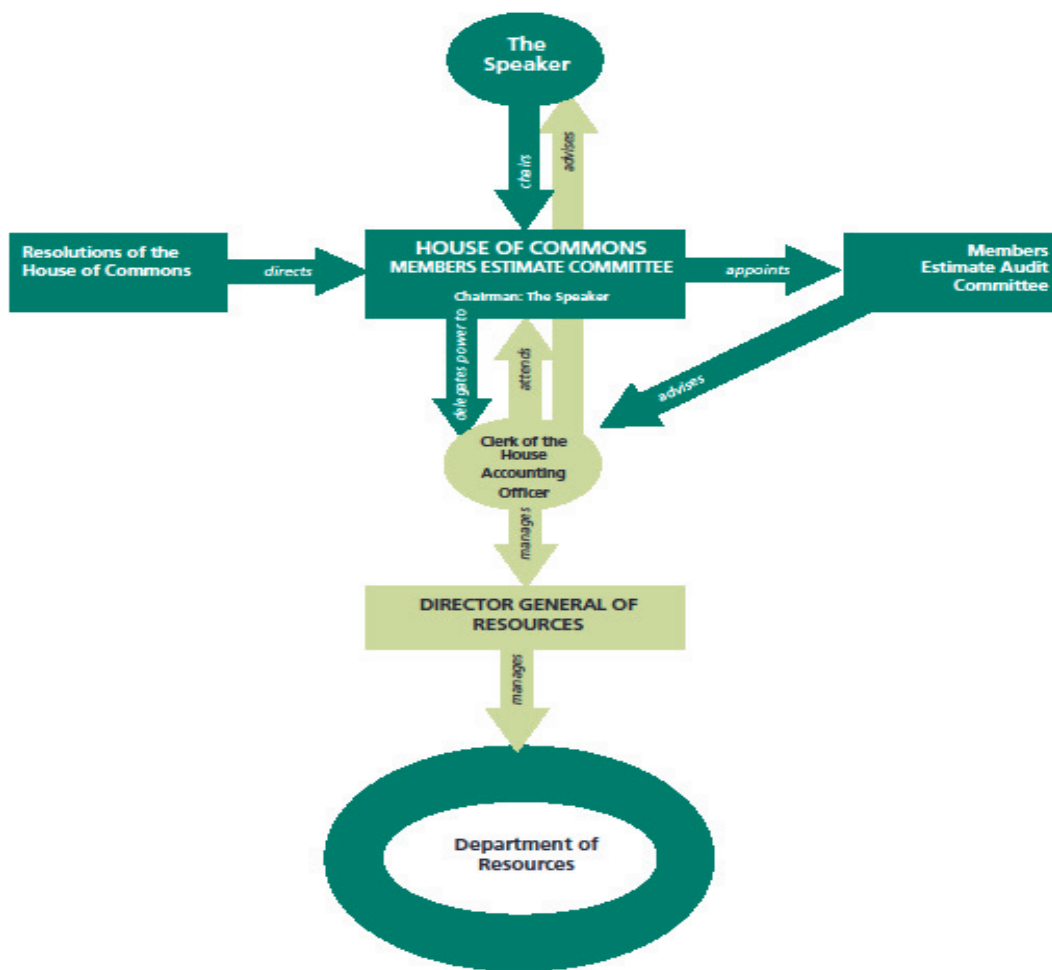 The
Speaker
chairs
advises
Resolutions of the
House of Commons
directs
HOUSE OF COMMONS
MEMBERS ESTIMATE COMMITTEE
Chairman: The Speaker
appoints
Members
Estimate Audit
Committee
delegates power to
attends
advises
Clerk of the
House
Accounting
Officer
manages
DIRECTOR GENERAL OF
RESOURCES
manages
Department of
Resources